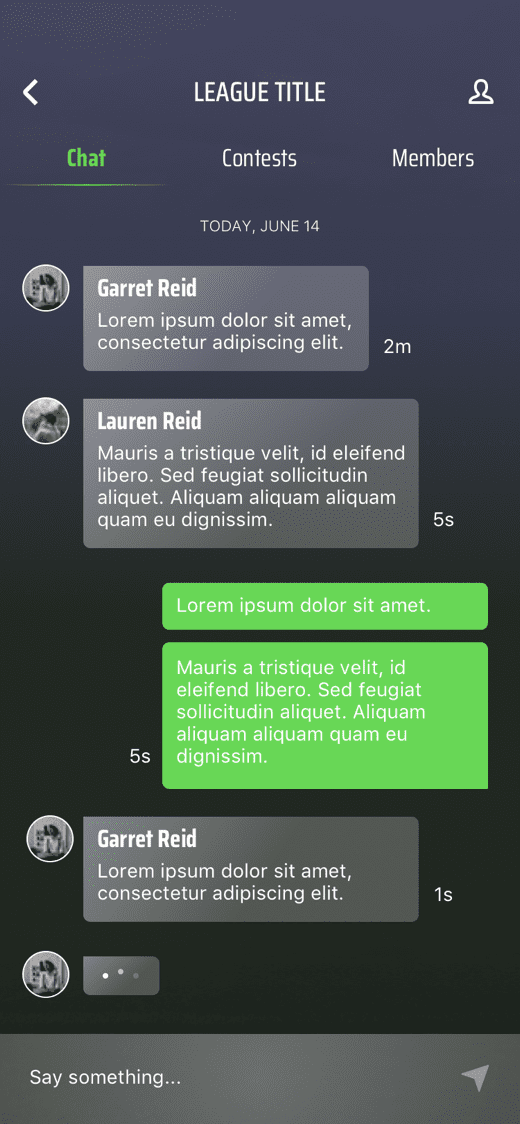 LEAGUE TITLE
Chat Contests Members
TODAY, JUNE 14
Garret Reid
Lorem ipsum dolor sit amet,
consectetur adipiscing elit.
2m
Lauren Reid
Mauris a tristique velit, id eleifend
libero. Sed feugiat sollicitudin
aliquet. Aliquam aliquam aliquam
quam eu dignissim.
5s
Lorem ipsum dolor sit amet.
Mauris a tristique velit, id
eleifend libero. Sed feugiat
sollicitudin aliquet. Aliquam
aliquam aliquam quam eu
dignissim.
5s
Garret Reid
Lorem ipsum dolor sit amet,
consectetur adipiscing elit.
1s
Say something...